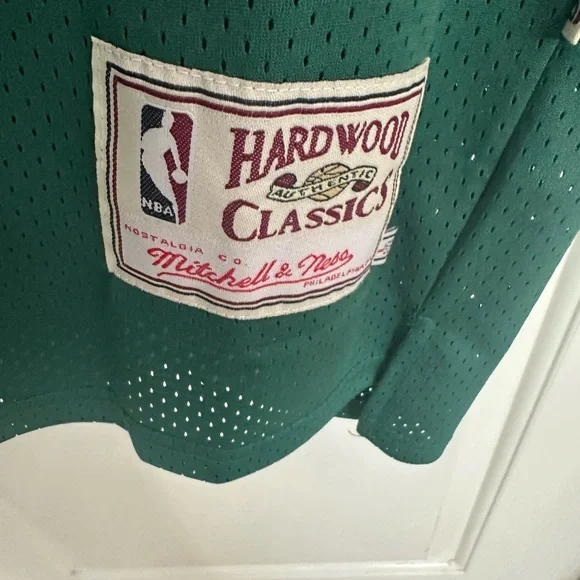 NBA
HARDWOOD
AUTHENTIC
CLASSICS
NOSTALGIA CO.
Mitchell & Ness
PHILADELPHIA